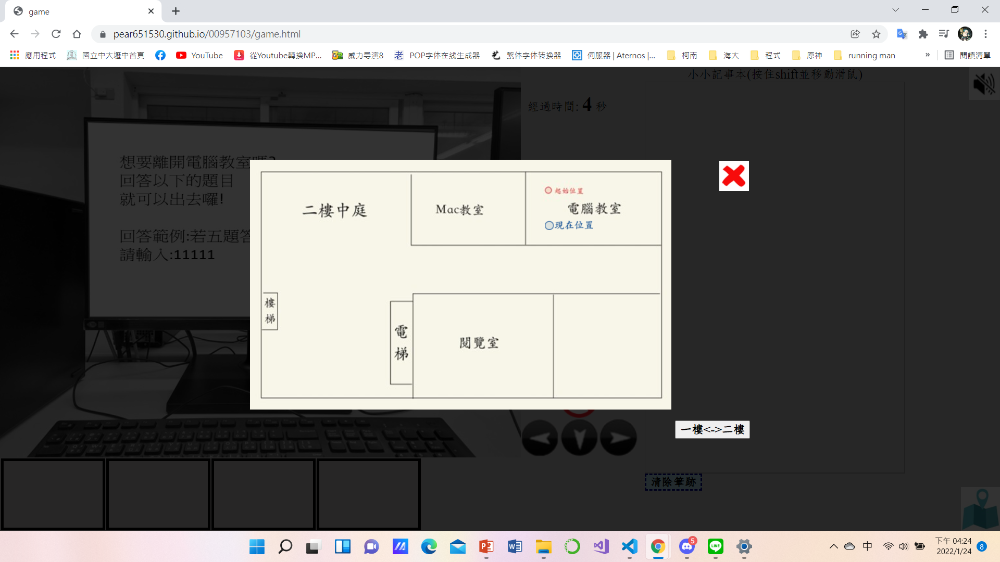 game
pear651530.github.io/00957103/game.html
應用程式
國立中大壢中首頁
YouTube
從Youtube轉換MP...
威力导演8
POP字体在线生成器
繁体字体转换器
伺服器 | Aternos |...
柯南
海大
程式
原神
running man
»
閱讀清單
小小記事本(按住shift並移動滑鼠)
經過時間: 4 秒
想要離開電腦教室嗎?
回答以下的題目
就可以出去囉!
回答範例:若五題答
請輸入:11111
起始位置
二樓中庭
Mac教室
電腦教室
現在位置
樓梯
電梯
閱覽室
一樓<->二樓
清除筆跡
5
中
下午 04:24
2022/1/24
8